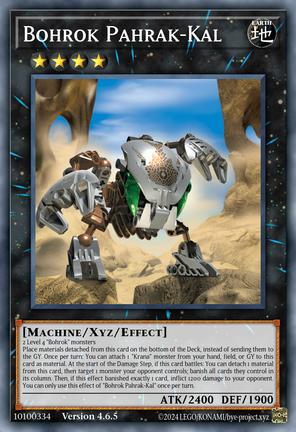 Bohrok Pahrak-Kal
EARTH
地
[Machine/Xyz/Effect]
2 Level 4 "Bohrok" monsters
Place materials detached from this card on the bottom of the Deck, instead of sending them to
the GY. Once per turn: You can attach 1 "Krana" monster from your hand, field, or GY to this
card as material. At the start of the Damage Step, if this card battles: You can detach 1 material
from this card, then target 1 monster your opponent controls; banish all cards they control in
its column. Then, if this effect banished exactly 1 card, inflict 1200 damage to your opponent.
You can only use this effect of "Bohrok Pahrak-Kal" once per turn.
ATK/2400 DEF/1900
10100334 Version 4.6.5 ©2024LEGO/KONAMI/bye-project.xyz